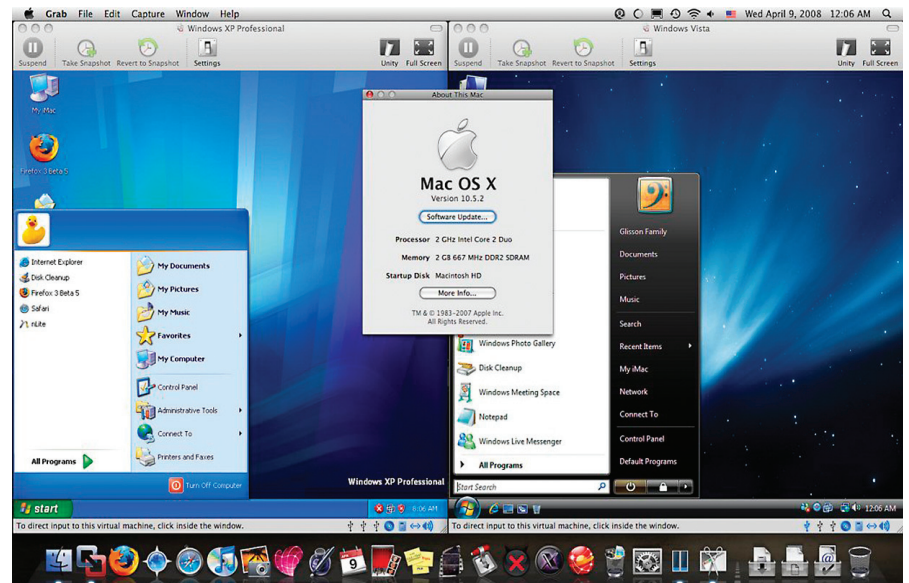 Grab File Edit Capture Window Help
Wed April 9, 2008 12:06 AM
Windows XP Professional
Suspend Take Snapshot Revert to Snapshot Settings Unity Full Screen
Windows Vista
Suspend Take Snapshot Revert to Snapshot Settings Unity Full Screen
My Mac
Firefox 3 Beta 5
Internet Explorer
Disk Cleanup
Firefox 3 Beta 5
Safari
nLite
All Programs
My Documents
My Pictures
My Music
Favorites
My Computer
Control Panel
Administrative Tools
Connect To
Printers and Faxes
Turn Off Computer
Windows XP Professional
start
12:06 AM
To direct input to this virtual machine, click inside the window.
About This Mac
Mac OS X
Version 10.5.2
Software Update...
Processor 2 GHz Intel Core 2 Duo
Memory 2 GB 667 MHz DDR2 SDRAM
Startup Disk Macintosh HD
More Info...
TM & © 1983-2007 Apple Inc.
All Rights Reserved.
Windows Photo Gallery
Disk Cleanup
Windows Meeting Space
Notepad
Windows Live Messenger
All Programs
Start Search
Glisson Family
Documents
Pictures
Music
Search
Recent Items
My iMac
Network
Connect To
Control Panel
Default Programs
To direct input to this virtual machine, click inside the window.
9